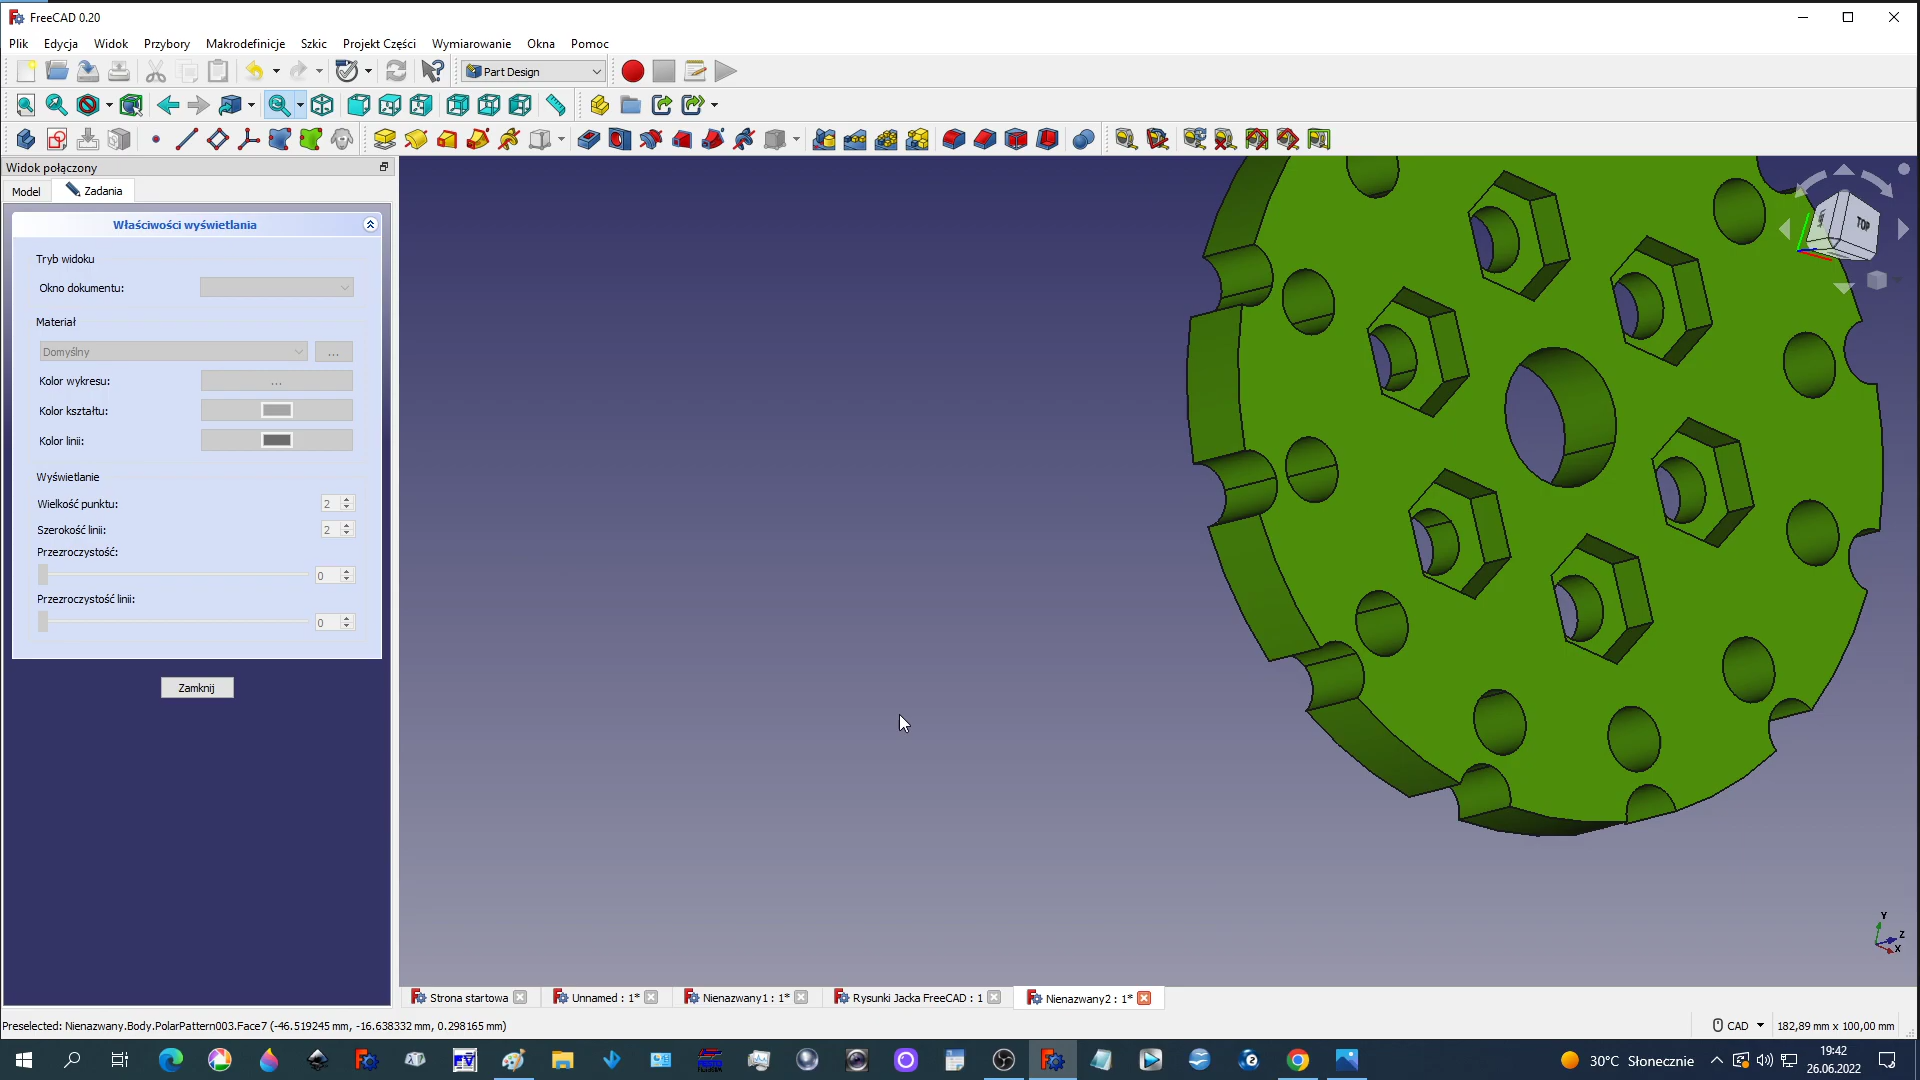 FreeCAD 0.20
Plik Edycja Widok Przybory Makrodefinicje Szkic Projekt Części Wymiarowanie Okna Pomoc
Part Design
Widok połączony
Model Zadania
Właściwości wyświetlania
Tryb widoku
Okno dokumentu:
Materiał
Domyślny ...
Kolor wykresu: ...
Kolor kształtu:
Kolor linii:
Wyświetlanie
Wielkość punktu: 2
Szerokość linii: 2
Przezroczystość:
0
Przezroczystość linii:
0
Zamknij
TOP
Y
Z
X
Strona startowa Unnamed : 1* Nienazwany1 : 1* Rysunki Jacka FreeCAD : 1 Nienazwany2 : 1*
Preselected: Nienazwany.Body.PolarPattern003.Face7 (-46.519245 mm, -16.638332 mm, 0.298165 mm)
CAD 182,89 mm x 100,00 mm
30°C Słonecznie
19:42
26.06.2022